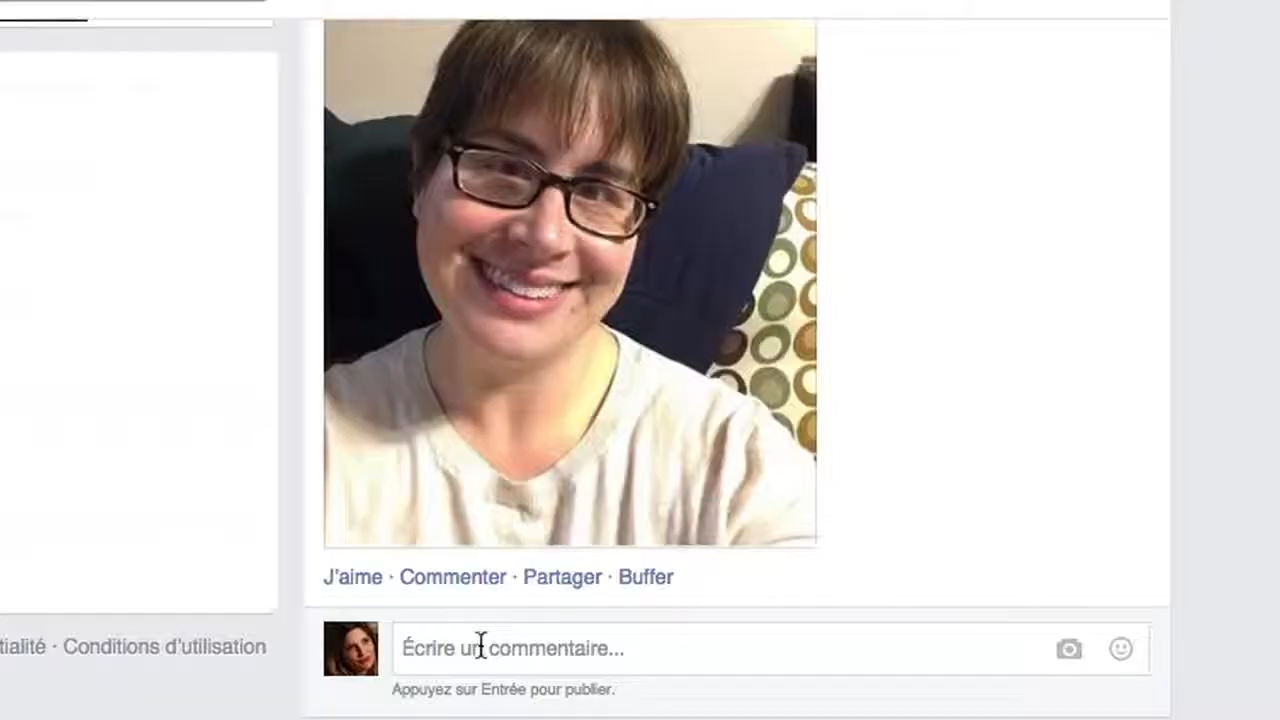 J'aime · Commenter · Partager · Buffer
tialité · Conditions d'utilisation
Écrire un commentaire...
Appuyez sur Entrée pour publier.